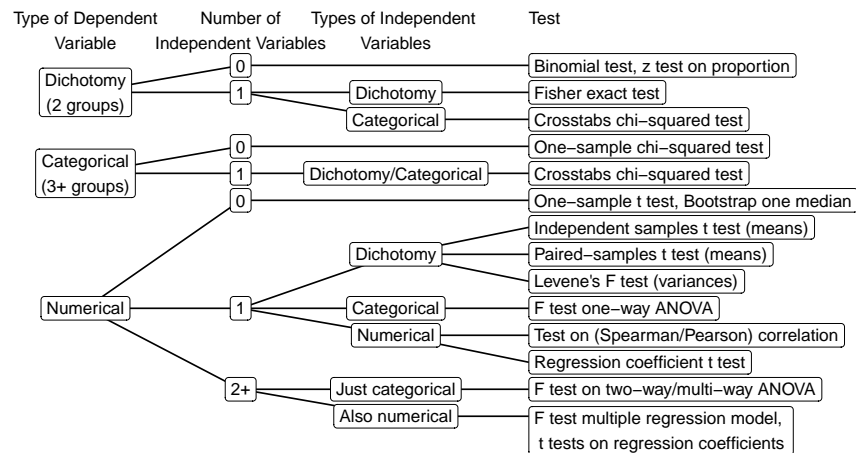 Type of Dependent Variable
Number of Independent Variables
Types of Independent Variables
Test
Dichotomy (2 groups)
0
Binomial test, z test on proportion
1
Dichotomy
Fisher exact test
Categorical
Crosstabs chi−squared test
Categorical (3+ groups)
0
One−sample chi−squared test
1
Dichotomy/Categorical
Crosstabs chi−squared test
Numerical
0
One−sample t test, Bootstrap one median
1
Dichotomy
Independent samples t test (means)
Paired−samples t test (means)
Levene's F test (variances)
Categorical
F test one−way ANOVA
Numerical
Test on (Spearman/Pearson) correlation
Regression coefficient t test
2+
Just categorical
F test on two−way/multi−way ANOVA
Also numerical
F test multiple regression model,
t tests on regression coefficients